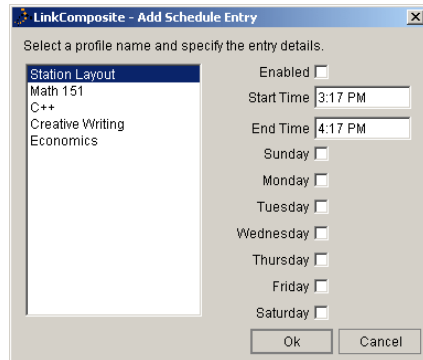 LinkComposite - Add Schedule Entry
Select a profile name and specify the entry details.
Station Layout
Math 151
C++
Creative Writing
Economics
Enabled
Start Time 3:17 PM
End Time 4:17 PM
Sunday
Monday
Tuesday
Wednesday
Thursday
Friday
Saturday
Ok Cancel